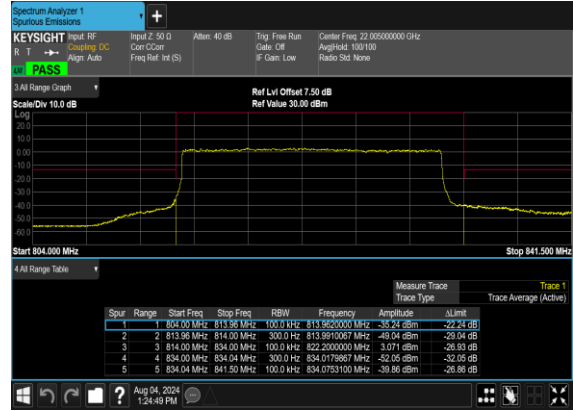 Spectrum Analyzer 1
Spurious Emissions
KEYSIGHT Input: RF Input Z: 50 Ω Atten: 40 dB Trig: Free Run Center Freq: 22.005000000 GHz
R T Coupling: DC Corr CCorr Gate: Off Avg|Hold: 100/100
Align: Auto Freq Ref: Int (S) IF Gain: Low Radio Std: None
LM PASS
3 All Range Graph
Ref Lvl Offset 7.50 dB
Scale/Div 10.0 dB Ref Value 30.00 dBm
Log
20.0
10.0
0.00
-10.0
-20.0
-30.0
-40.0
-50.0
-60.0
Start 804.000 MHz Stop 841.500 MHz
4 All Range Table
Measure Trace Trace 1
Trace Type Trace Average (Active)
Spur Range Start Freq Stop Freq RBW Frequency Amplitude ΔLimit
1 1 804.00 MHz 813.96 MHz 100.0 kHz 813.9620000 MHz -35.24 dBm -22.24 dB
2 2 813.96 MHz 814.00 MHz 300.0 Hz 813.9910067 MHz -49.04 dBm -29.04 dB
3 3 814.00 MHz 834.00 MHz 100.0 kHz 822.2000000 MHz 3.071 dBm -26.93 dB
4 4 834.00 MHz 834.04 MHz 300.0 Hz 834.0179867 MHz -52.05 dBm -32.05 dB
5 5 834.04 MHz 841.50 MHz 100.0 kHz 834.0753100 MHz -39.86 dBm -26.86 dB
Aug 04, 2024
1:24:49 PM